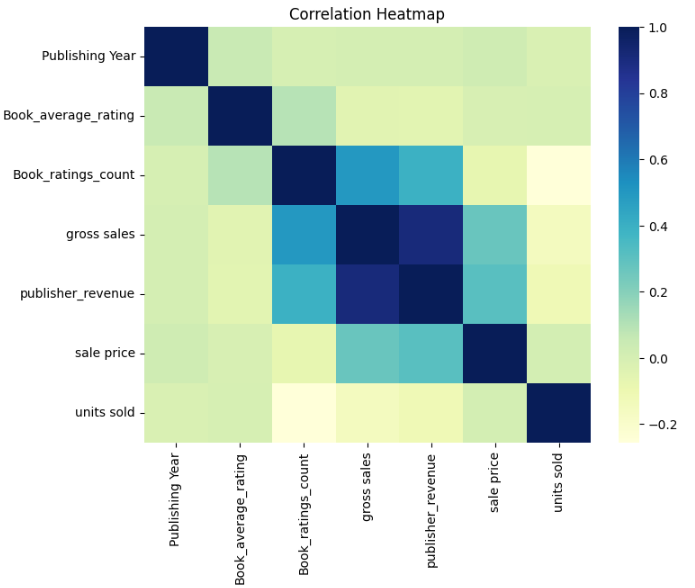 Correlation Heatmap
Publishing Year
Book_average_rating
Book_ratings_count
gross sales
publisher_revenue
sale price
units sold
Publishing Year
Book_average_rating
Book_ratings_count
gross sales
publisher_revenue
sale price
units sold
1.0
0.8
0.6
0.4
0.2
0.0
−0.2